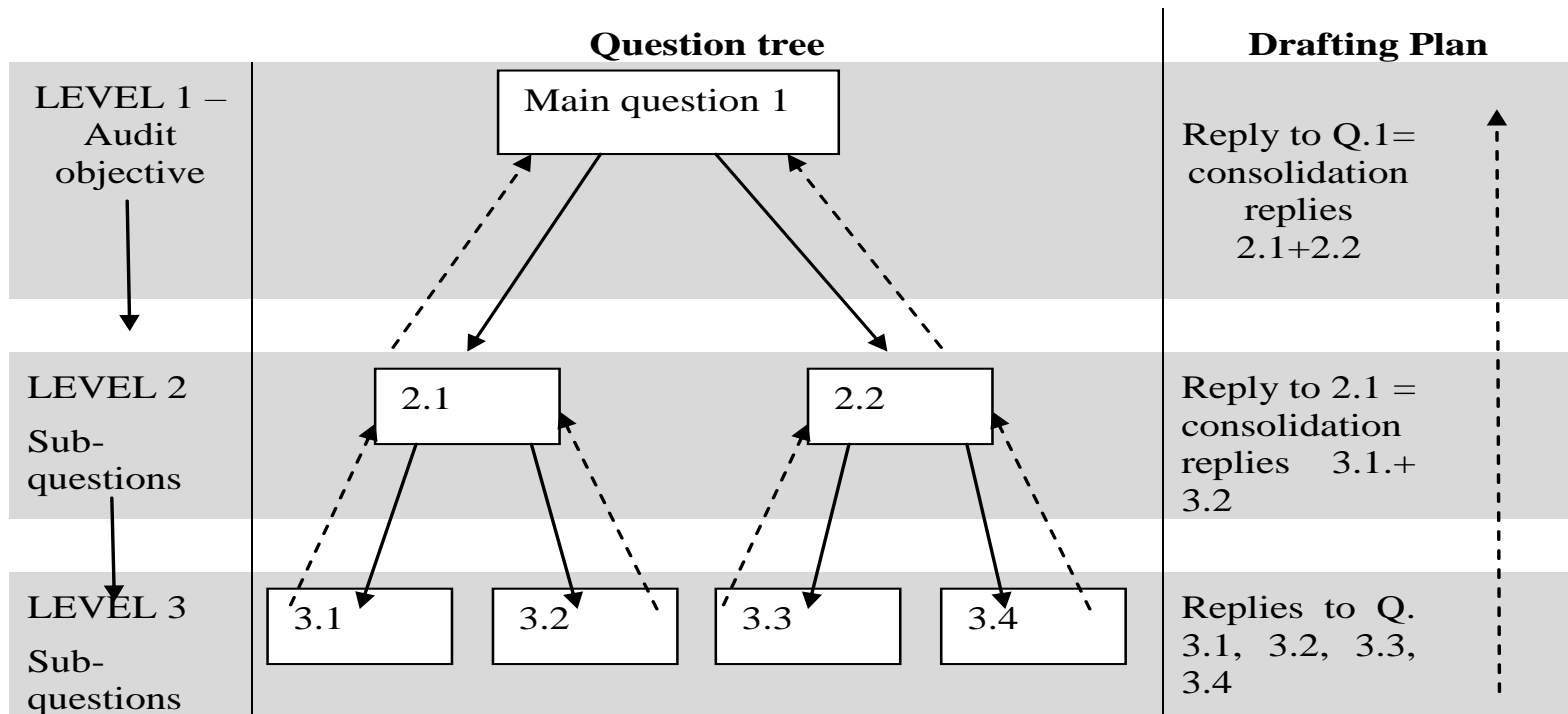 Question tree
Drafting Plan
LEVEL 1 –
Audit
objective
Main question 1
Reply to Q.1=
consolidation
replies
2.1+2.2
LEVEL 2
Sub-
questions
2.1
2.2
Reply to 2.1 =
consolidation
replies 3.1.+
3.2
LEVEL 3
Sub-
questions
3.1
3.2
3.3
3.4
Replies to Q.
3.1, 3.2, 3.3,
3.4